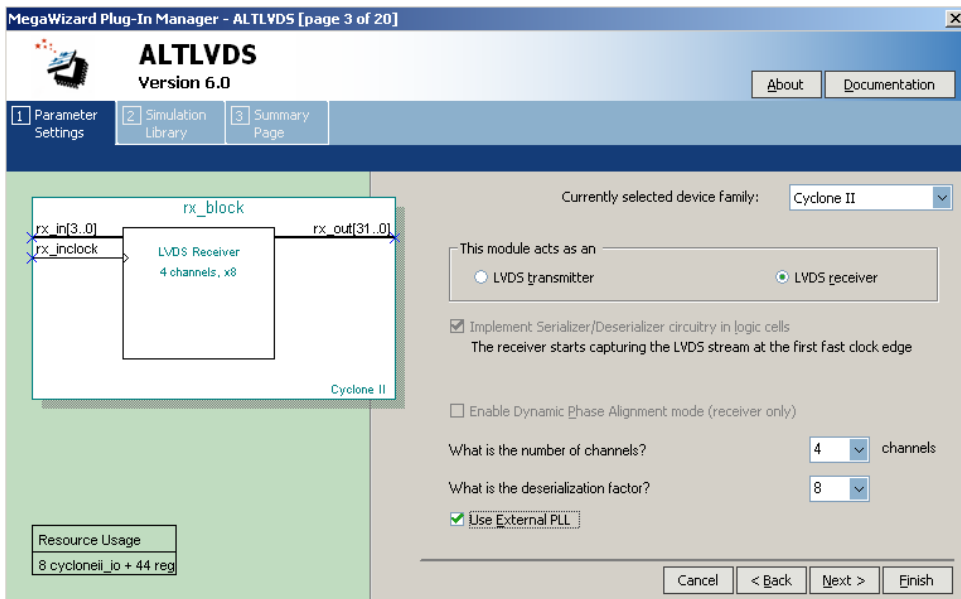 MegaWizard Plug-In Manager - ALTLVDS [page 3 of 20]
ALTLVDS
Version 6.0
About
Documentation
1 Parameter Settings
2 Simulation Library
3 Summary Page
Currently selected device family:
Cyclone II
rx_block
rx_in[3..0]
rx_out[31..0]
rx_inclock
LVDS Receiver
4 channels, x8
Cyclone II
This module acts as an
LVDS transmitter
LVDS receiver
Implement Serializer/Deserializer circuitry in logic cells
The receiver starts capturing the LVDS stream at the first fast clock edge
Enable Dynamic Phase Alignment mode (receiver only)
What is the number of channels?
4
channels
What is the deserialization factor?
8
Use External PLL
Resource Usage
8 cycloneii_io + 44 reg
Cancel
< Back
Next >
Finish